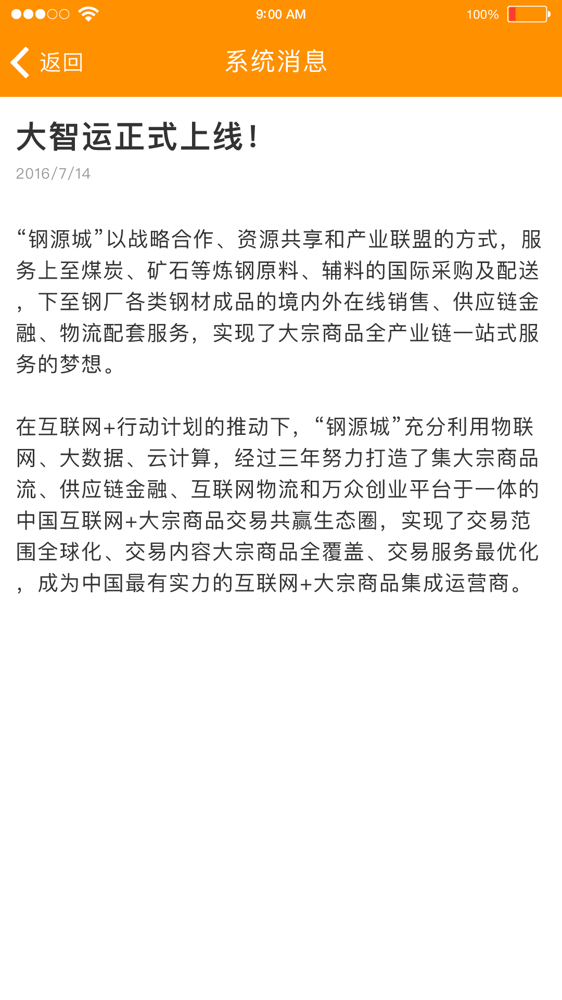 9:00 AM
100%
返回
系统消息
大智运正式上线！
2016/7/14
“钢源城”以战略合作、资源共享和产业联盟的方式，服
务上至煤炭、矿石等炼钢原料、辅料的国际采购及配送
，下至钢厂各类钢材成品的境内外在线销售、供应链金
融、物流配套服务，实现了大宗商品全产业链一站式服
务的梦想。
在互联网+行动计划的推动下，“钢源城”充分利用物联
网、大数据、云计算，经过三年努力打造了集大宗商品
流、供应链金融、互联网物流和万众创业平台于一体的
中国互联网+大宗商品交易共赢生态圈，实现了交易范
围全球化、交易内容大宗商品全覆盖、交易服务最优化
，成为中国最有实力的互联网+大宗商品集成运营商。